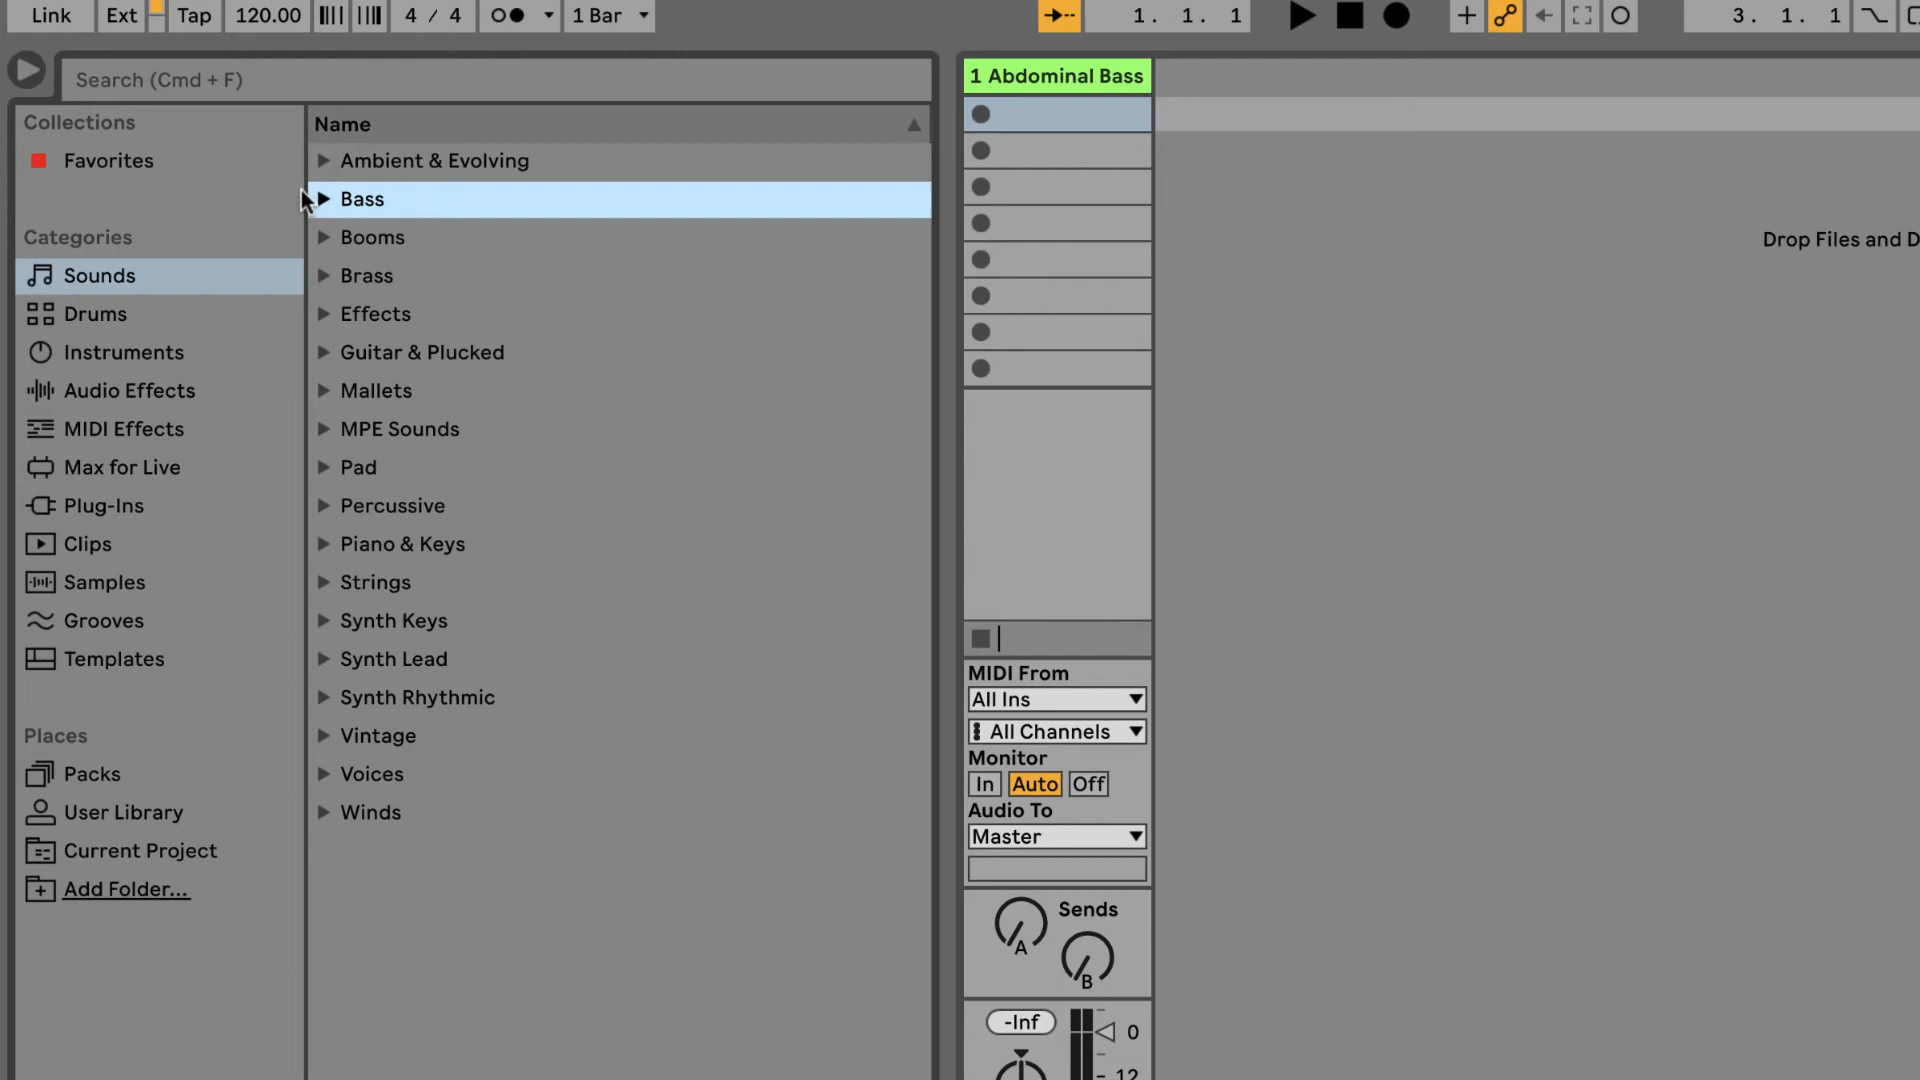 Link Ext Tap 120.00 4 / 4 1 Bar 1. 1. 1 3. 1. 1
Search (Cmd + F)
Collections
Favorites
Categories
Sounds
Drums
Instruments
Audio Effects
MIDI Effects
Max for Live
Plug-Ins
Clips
Samples
Grooves
Templates
Places
Packs
User Library
Current Project
Add Folder...
Name
Ambient & Evolving
Bass
Booms
Brass
Effects
Guitar & Plucked
Mallets
MPE Sounds
Pad
Percussive
Piano & Keys
Strings
Synth Keys
Synth Lead
Synth Rhythmic
Vintage
Voices
Winds
1 Abdominal Bass
MIDI From
All Ins
All Channels
Monitor
In Auto Off
Audio To
Master
Sends
A
B
-Inf
0
12
Drop Files and D